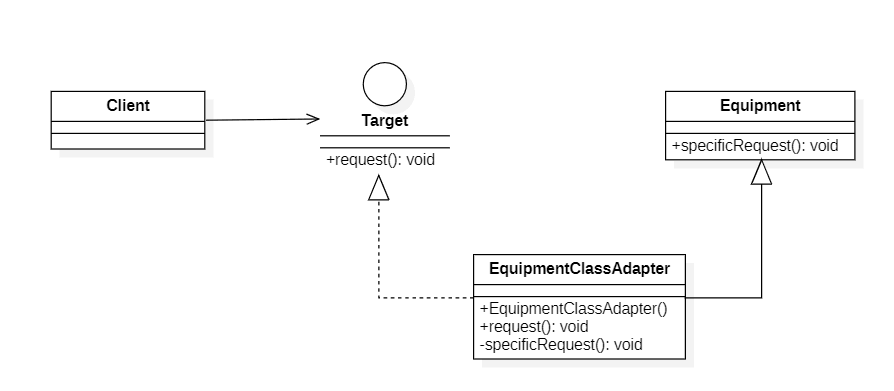 Client
Target
+request(): void
Equipment
+specificRequest(): void
EquipmentClassAdapter
+EquipmentClassAdapter()
+request(): void
-specificRequest(): void